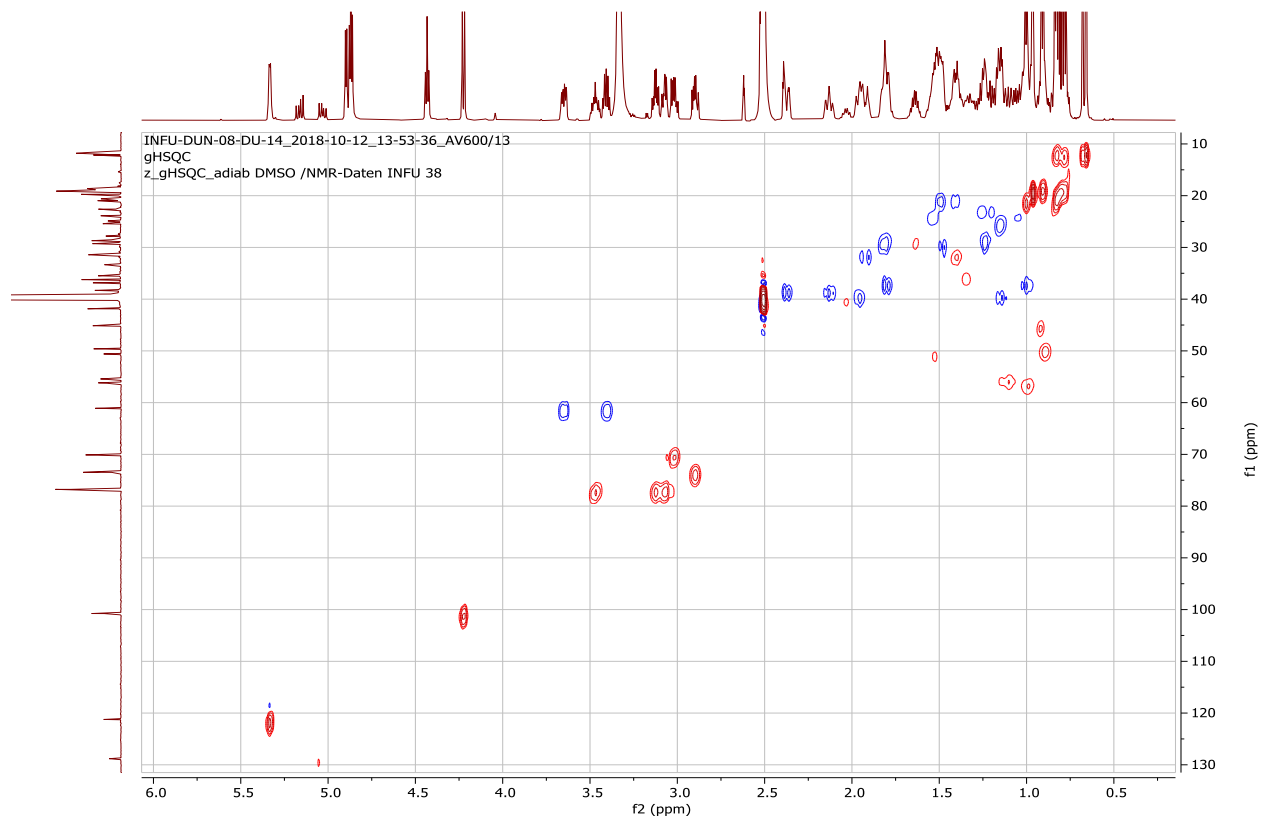 INFU-DUN-08-DU-14_2018-10-12_13-53-36_AV600/13
gHSQC
z_gHSQC_adiab DMSO /NMR-Daten INFU 38
10
20
30
40
50
60
70
80
90
100
110
120
130
f1 (ppm)
6.0 5.5 5.0 4.5 4.0 3.5 3.0 2.5 2.0 1.5 1.0 0.5
f2 (ppm)